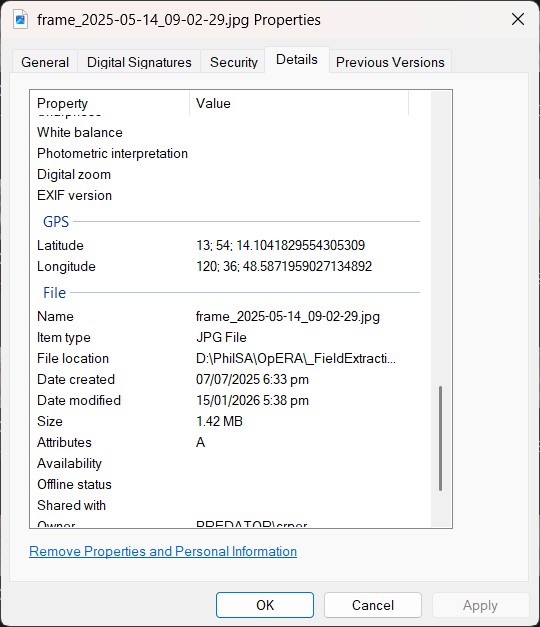 frame_2025-05-14_09-02-29.jpg Properties
General Digital Signatures Security Details Previous Versions
Property Value
White balance
Photometric interpretation
Digital zoom
EXIF version
GPS
Latitude 13; 54; 14.1041829554305309
Longitude 120; 36; 48.5871959027134892
File
Name frame_2025-05-14_09-02-29.jpg
Item type JPG File
File location D:\PhilSA\OpERA\_FieldExtracti...
Date created 07/07/2025 6:33 pm
Date modified 15/01/2026 5:38 pm
Size 1.42 MB
Attributes A
Availability
Offline status
Shared with
Owner
Remove Properties and Personal Information
OK Cancel Apply